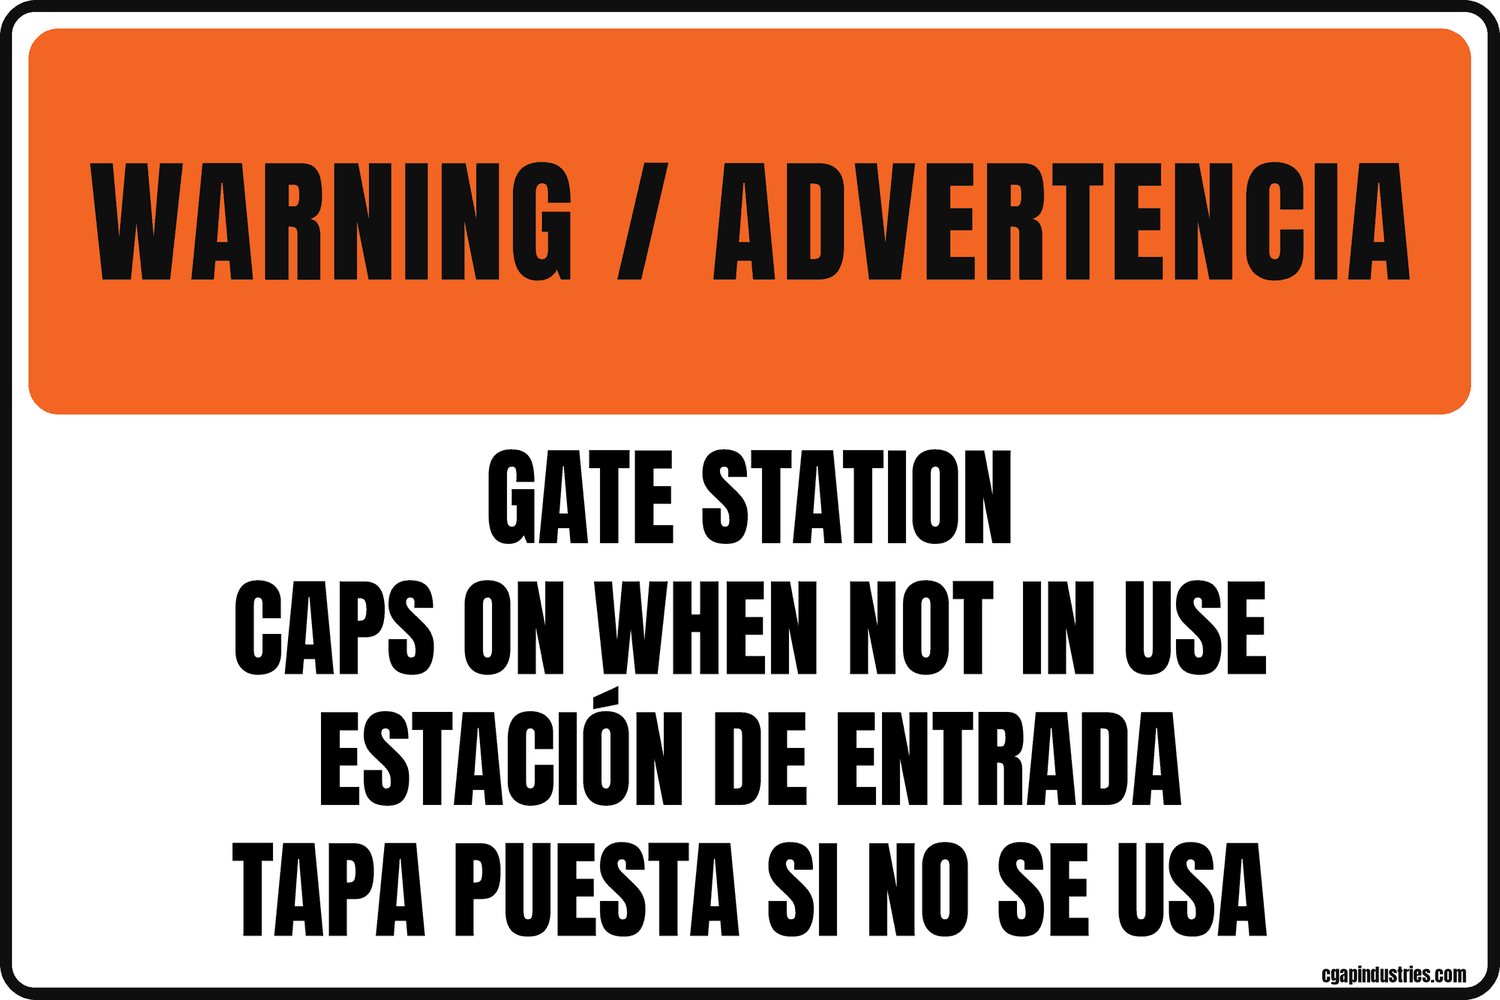 WARNING / ADVERTENCIA
GATE STATION
CAPS ON WHEN NOT IN USE
ESTACIÓN DE ENTRADA
TAPA PUESTA SI NO SE USA
cgapindustries.com